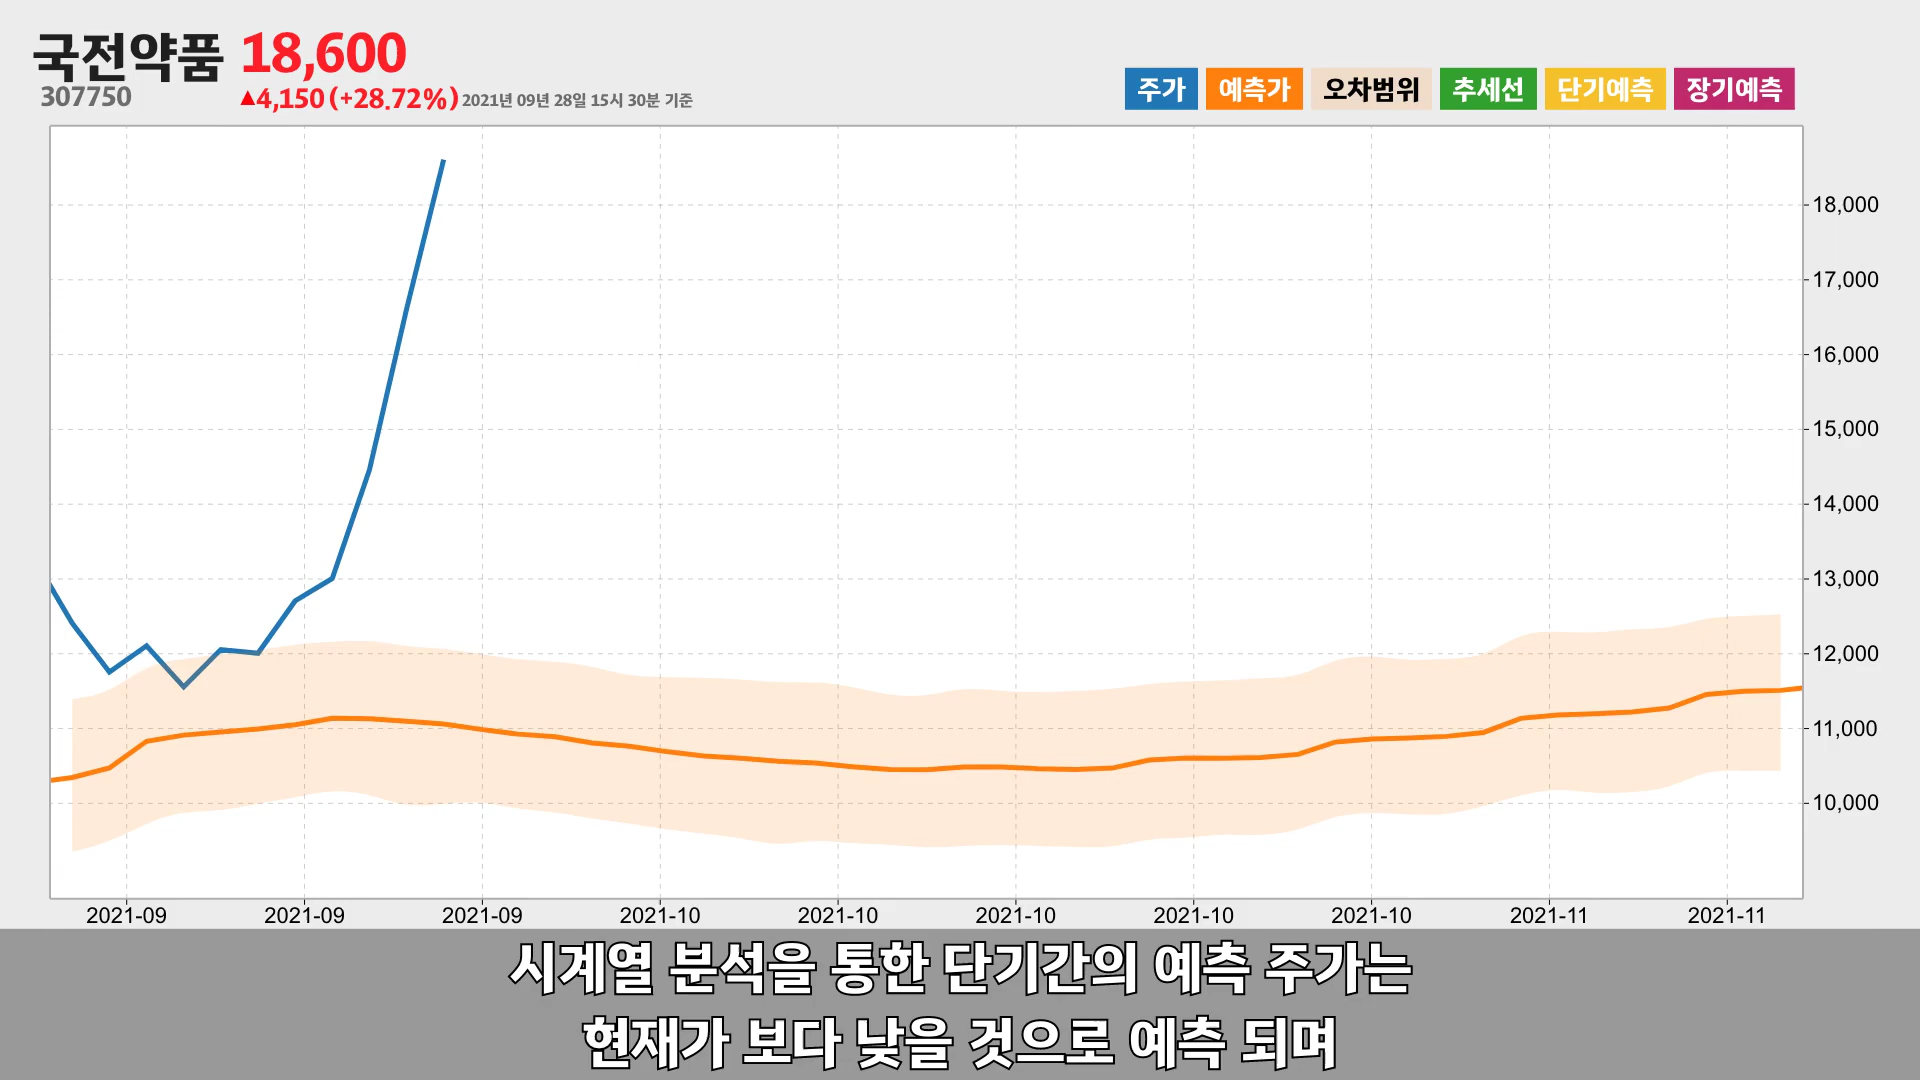 국전약품 18,600
307750 ▲4,150 (+28.72%) 2021년 09년 28일 15시 30분 기준
주가 예측가 오차범위 추세선 단기예측 장기예측
18,000
17,000
16,000
15,000
14,000
13,000
12,000
11,000
10,000
2021-09 2021-09 2021-09 2021-10 2021-10 2021-10 2021-10 2021-10 2021-11 2021-11
시계열 분석을 통한 단기간의 예측 주가는
현재가 보다 낮을 것으로 예측 되며